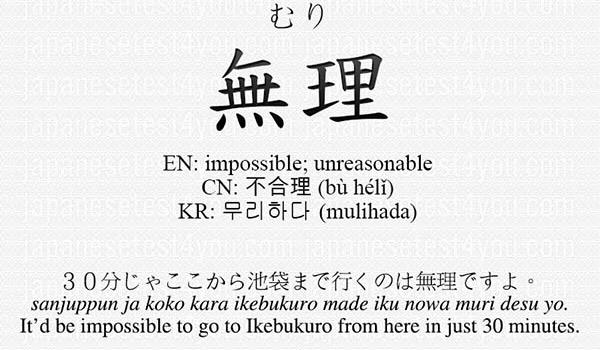 むり
無理
EN: impossible; unreasonable
CN: 不合理 (bù hélǐ)
KR: 무리하다 (mulihada)
３０分じゃここから池袋まで行くのは無理ですよ。
sanjuppun ja koko kara ikebukuro made iku nowa muri desu yo.
It’d be impossible to go to Ikebukuro from here in just 30 minutes.